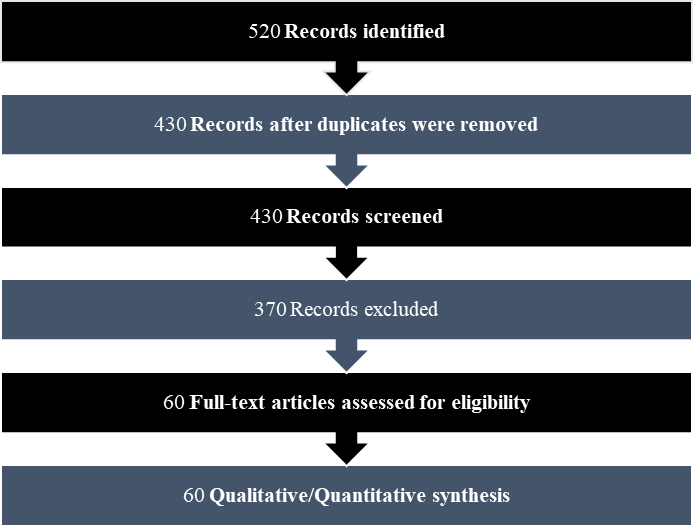 520 Records identified
430 Records after duplicates were removed
430 Records screened
370 Records excluded
60 Full-text articles assessed for eligibility
60 Qualitative/Quantitative synthesis